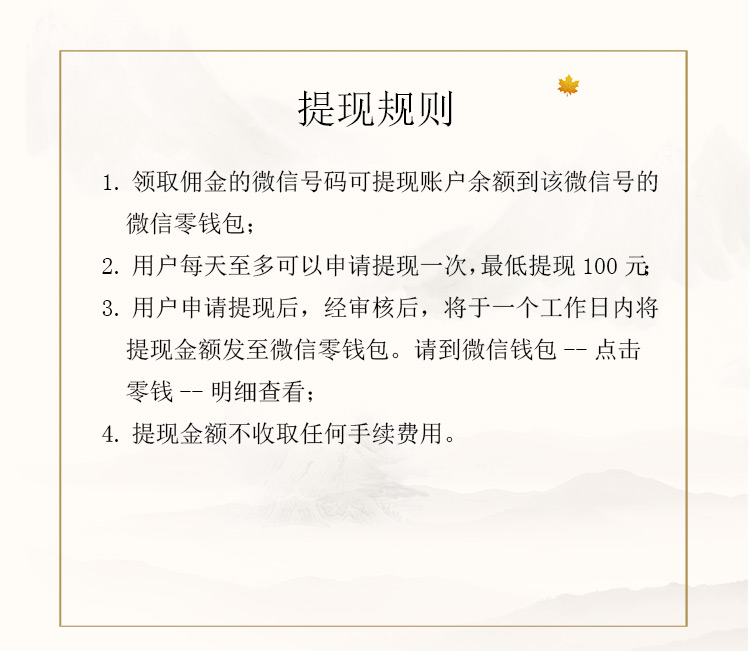 提现规则
1. 领取佣金的微信号码可提现账户余额到该微信号的
微信零钱包；
2. 用户每天至多可以申请提现一次，最低提现 100 元；
3. 用户申请提现后，经审核后，将于一个工作日内将
提现金额发至微信零钱包。请到微信钱包 -- 点击
零钱 -- 明细查看；
4. 提现金额不收取任何手续费用。